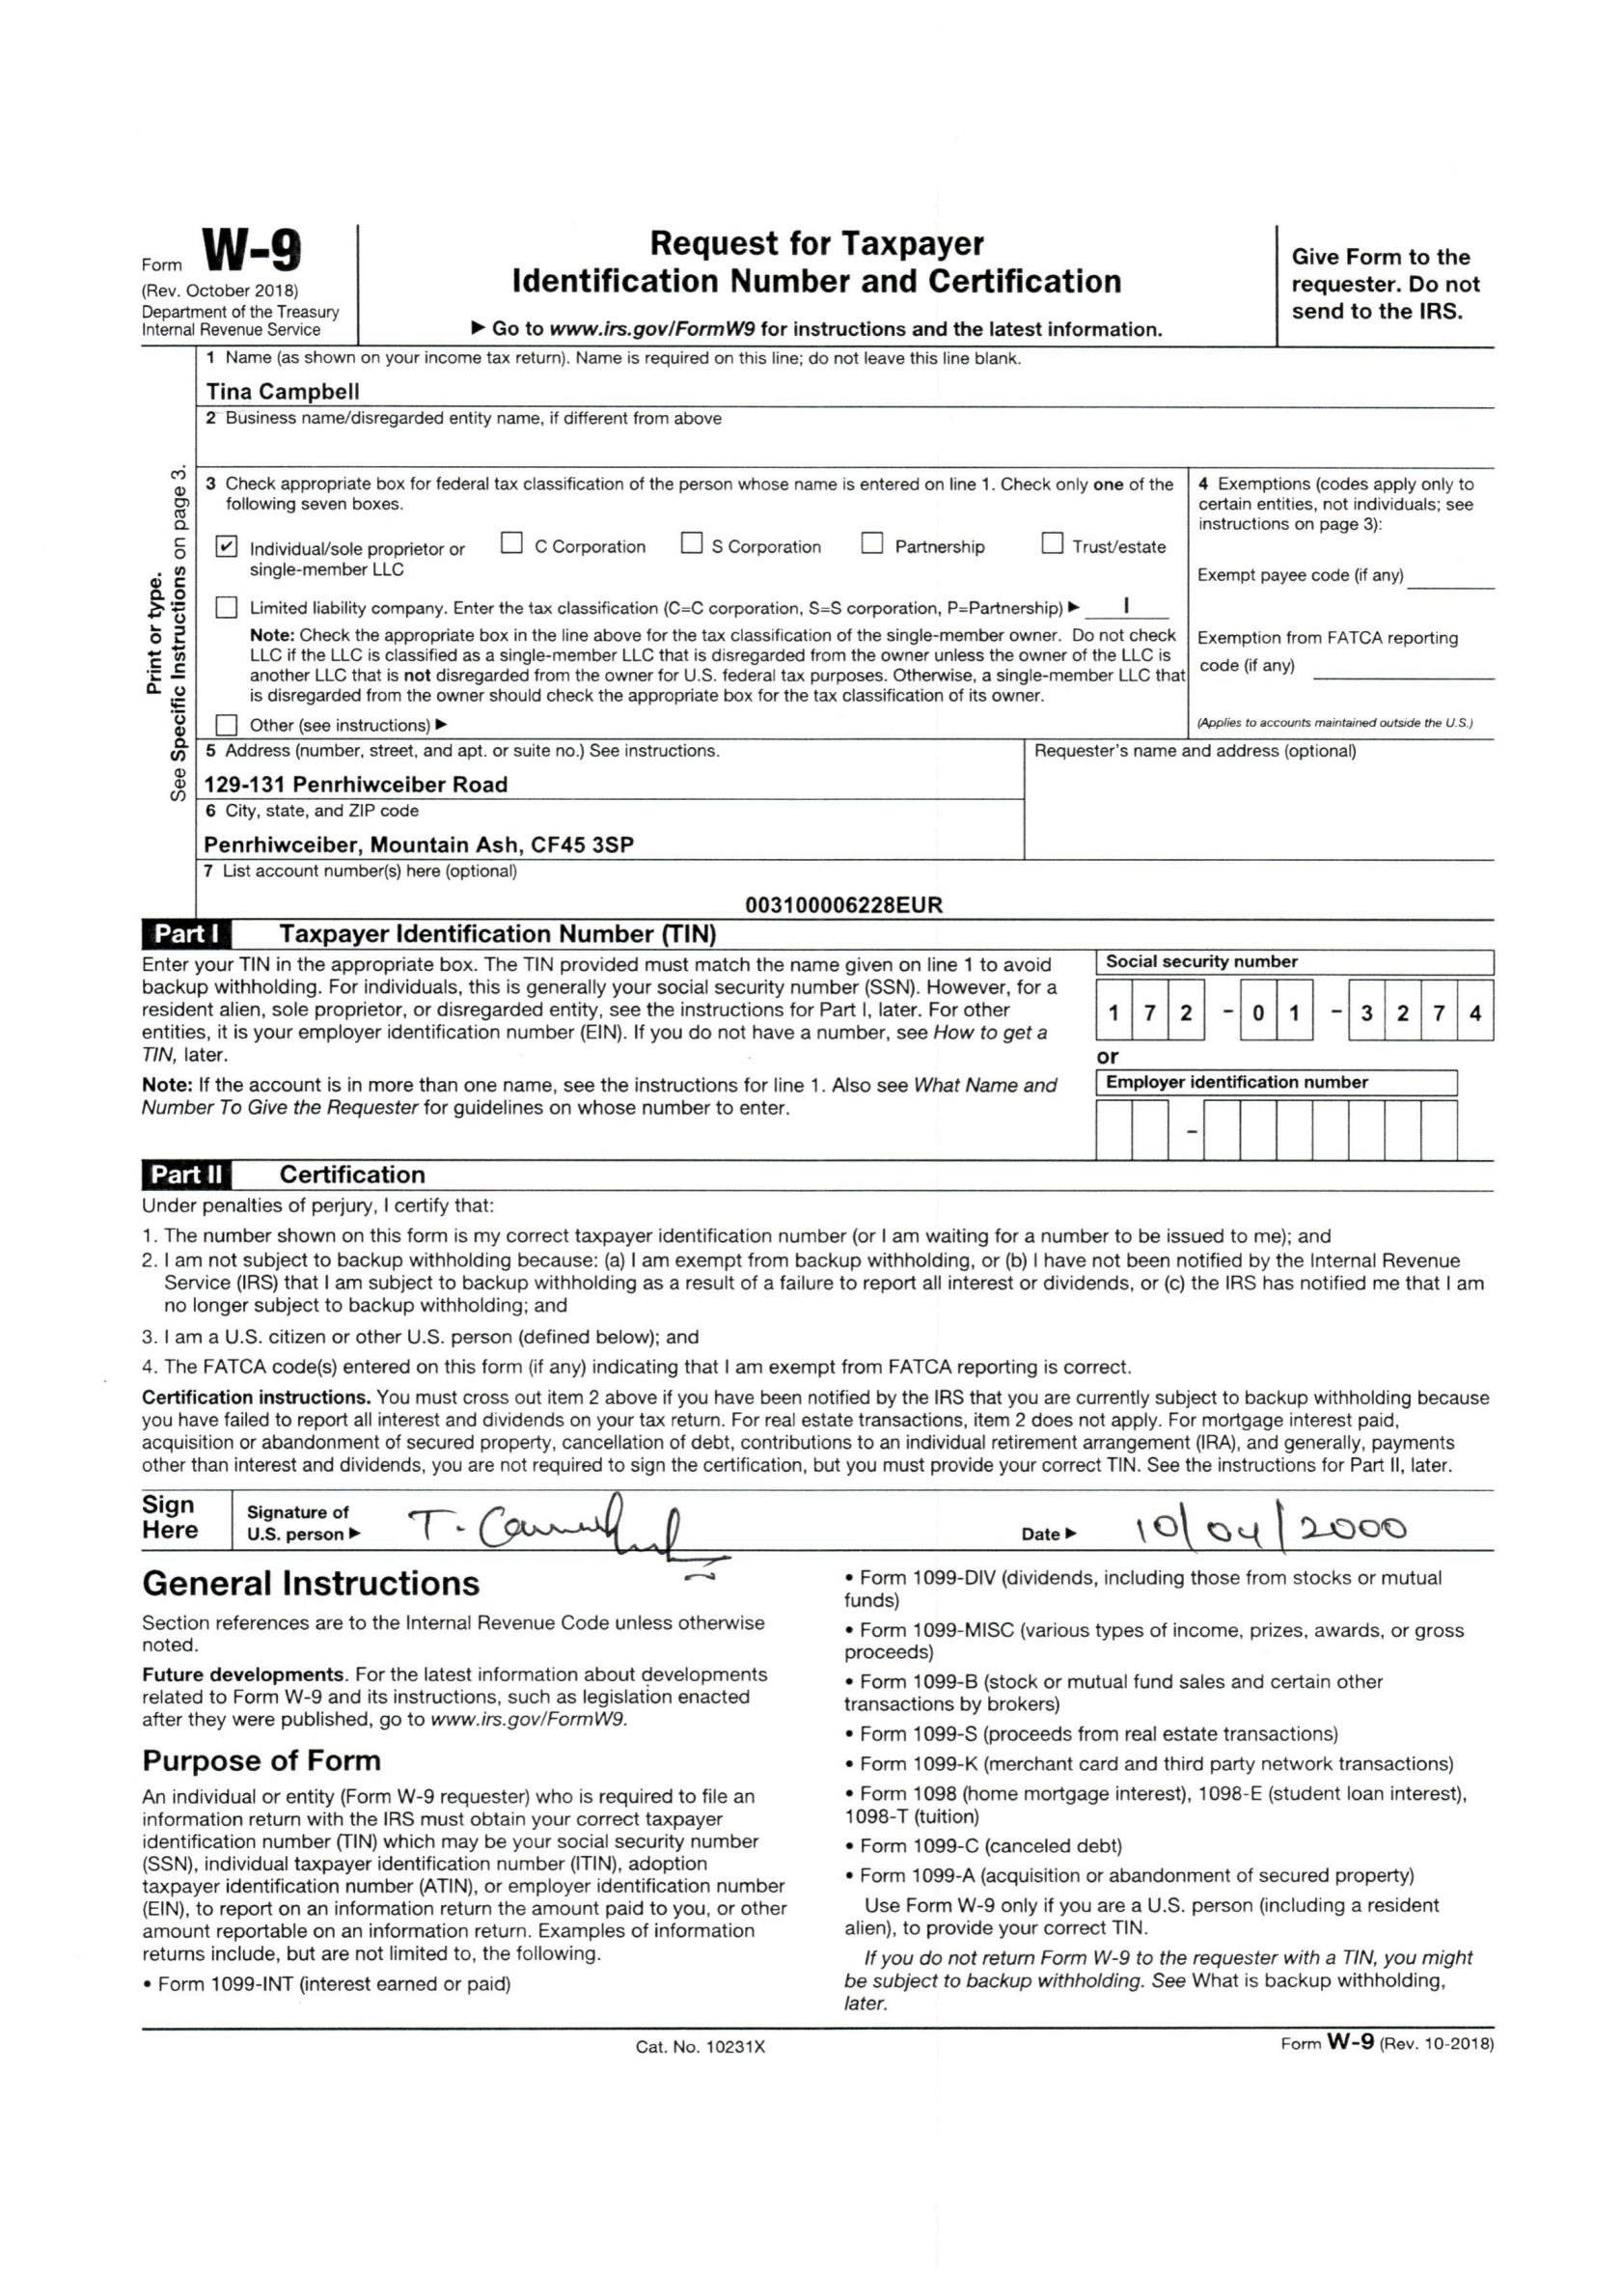 Form W-9
(Rev. October 2018)
Department of the Treasury
Internal Revenue Service
Request for Taxpayer
Identification Number and Certification
▶ Go to www.irs.gov/FormW9 for instructions and the latest information.
Give Form to the
requester. Do not
send to the IRS.
Print or type.
See Specific Instructions on page 3.
1 Name (as shown on your income tax return). Name is required on this line; do not leave this line blank.
Tina Campbell
2 Business name/disregarded entity name, if different from above
3 Check appropriate box for federal tax classification of the person whose name is entered on line 1. Check only one of the
following seven boxes.
✔ Individual/sole proprietor or
single-member LLC
C Corporation
S Corporation
Partnership
Trust/estate
Limited liability company. Enter the tax classification (C=C corporation, S=S corporation, P=Partnership) ▶ I
Note: Check the appropriate box in the line above for the tax classification of the single-member owner. Do not check
LLC if the LLC is classified as a single-member LLC that is disregarded from the owner unless the owner of the LLC is
another LLC that is not disregarded from the owner for U.S. federal tax purposes. Otherwise, a single-member LLC that
is disregarded from the owner should check the appropriate box for the tax classification of its owner.
Other (see instructions) ▶
4 Exemptions (codes apply only to
certain entities, not individuals; see
instructions on page 3):
Exempt payee code (if any)
Exemption from FATCA reporting
code (if any)
(Applies to accounts maintained outside the U.S.)
5 Address (number, street, and apt. or suite no.) See instructions.
129-131 Penrhiwceiber Road
6 City, state, and ZIP code
Penrhiwceiber, Mountain Ash, CF45 3SP
Requester's name and address (optional)
7 List account number(s) here (optional)
003100006228EUR
Part I Taxpayer Identification Number (TIN)
Enter your TIN in the appropriate box. The TIN provided must match the name given on line 1 to avoid
backup withholding. For individuals, this is generally your social security number (SSN). However, for a
resident alien, sole proprietor, or disregarded entity, see the instructions for Part I, later. For other
entities, it is your employer identification number (EIN). If you do not have a number, see How to get a
TIN, later.
Note: If the account is in more than one name, see the instructions for line 1. Also see What Name and
Number To Give the Requester for guidelines on whose number to enter.
Social security number
1 7 2 - 0 1 - 3 2 7 4
or
Employer identification number
-
Part II Certification
Under penalties of perjury, I certify that:
1. The number shown on this form is my correct taxpayer identification number (or I am waiting for a number to be issued to me); and
2. I am not subject to backup withholding because: (a) I am exempt from backup withholding, or (b) I have not been notified by the Internal Revenue
Service (IRS) that I am subject to backup withholding as a result of a failure to report all interest or dividends, or (c) the IRS has notified me that I am
no longer subject to backup withholding; and
3. I am a U.S. citizen or other U.S. person (defined below); and
4. The FATCA code(s) entered on this form (if any) indicating that I am exempt from FATCA reporting is correct.
Certification instructions. You must cross out item 2 above if you have been notified by the IRS that you are currently subject to backup withholding because
you have failed to report all interest and dividends on your tax return. For real estate transactions, item 2 does not apply. For mortgage interest paid,
acquisition or abandonment of secured property, cancellation of debt, contributions to an individual retirement arrangement (IRA), and generally, payments
other than interest and dividends, you are not required to sign the certification, but you must provide your correct TIN. See the instructions for Part II, later.
Sign
Here
Signature of
U.S. person ▶
T.
Date ▶ 10/04/2000
General Instructions
Section references are to the Internal Revenue Code unless otherwise
noted.
Future developments. For the latest information about developments
related to Form W-9 and its instructions, such as legislation enacted
after they were published, go to www.irs.gov/FormW9.
Purpose of Form
An individual or entity (Form W-9 requester) who is required to file an
information return with the IRS must obtain your correct taxpayer
identification number (TIN) which may be your social security number
(SSN), individual taxpayer identification number (ITIN), adoption
taxpayer identification number (ATIN), or employer identification number
(EIN), to report on an information return the amount paid to you, or other
amount reportable on an information return. Examples of information
returns include, but are not limited to, the following.
• Form 1099-INT (interest earned or paid)
• Form 1099-DIV (dividends, including those from stocks or mutual
funds)
• Form 1099-MISC (various types of income, prizes, awards, or gross
proceeds)
• Form 1099-B (stock or mutual fund sales and certain other
transactions by brokers)
• Form 1099-S (proceeds from real estate transactions)
• Form 1099-K (merchant card and third party network transactions)
• Form 1098 (home mortgage interest), 1098-E (student loan interest),
1098-T (tuition)
• Form 1099-C (canceled debt)
• Form 1099-A (acquisition or abandonment of secured property)
Use Form W-9 only if you are a U.S. person (including a resident
alien), to provide your correct TIN.
If you do not return Form W-9 to the requester with a TIN, you might
be subject to backup withholding. See What is backup withholding,
later.
Cat. No. 10231X
Form W-9 (Rev. 10-2018)